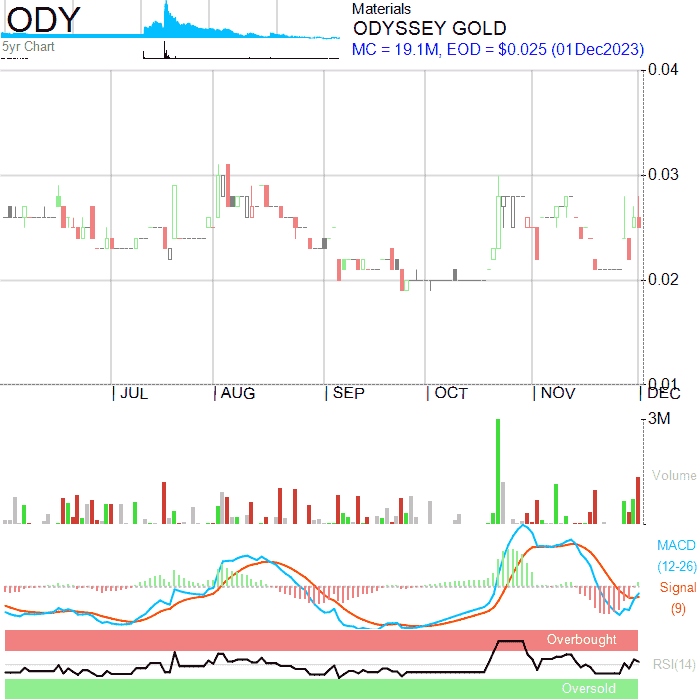 ODY
5yr Chart
Materials
ODYSSEY GOLD
MC = 19.1M, EOD = $0.025 (01Dec2023)
0.04
0.03
0.02
0.01
JUL AUG SEP OCT NOV DEC
3M
Volume
MACD
(12-26)
Signal
(9)
Overbought
RSI(14)
Oversold